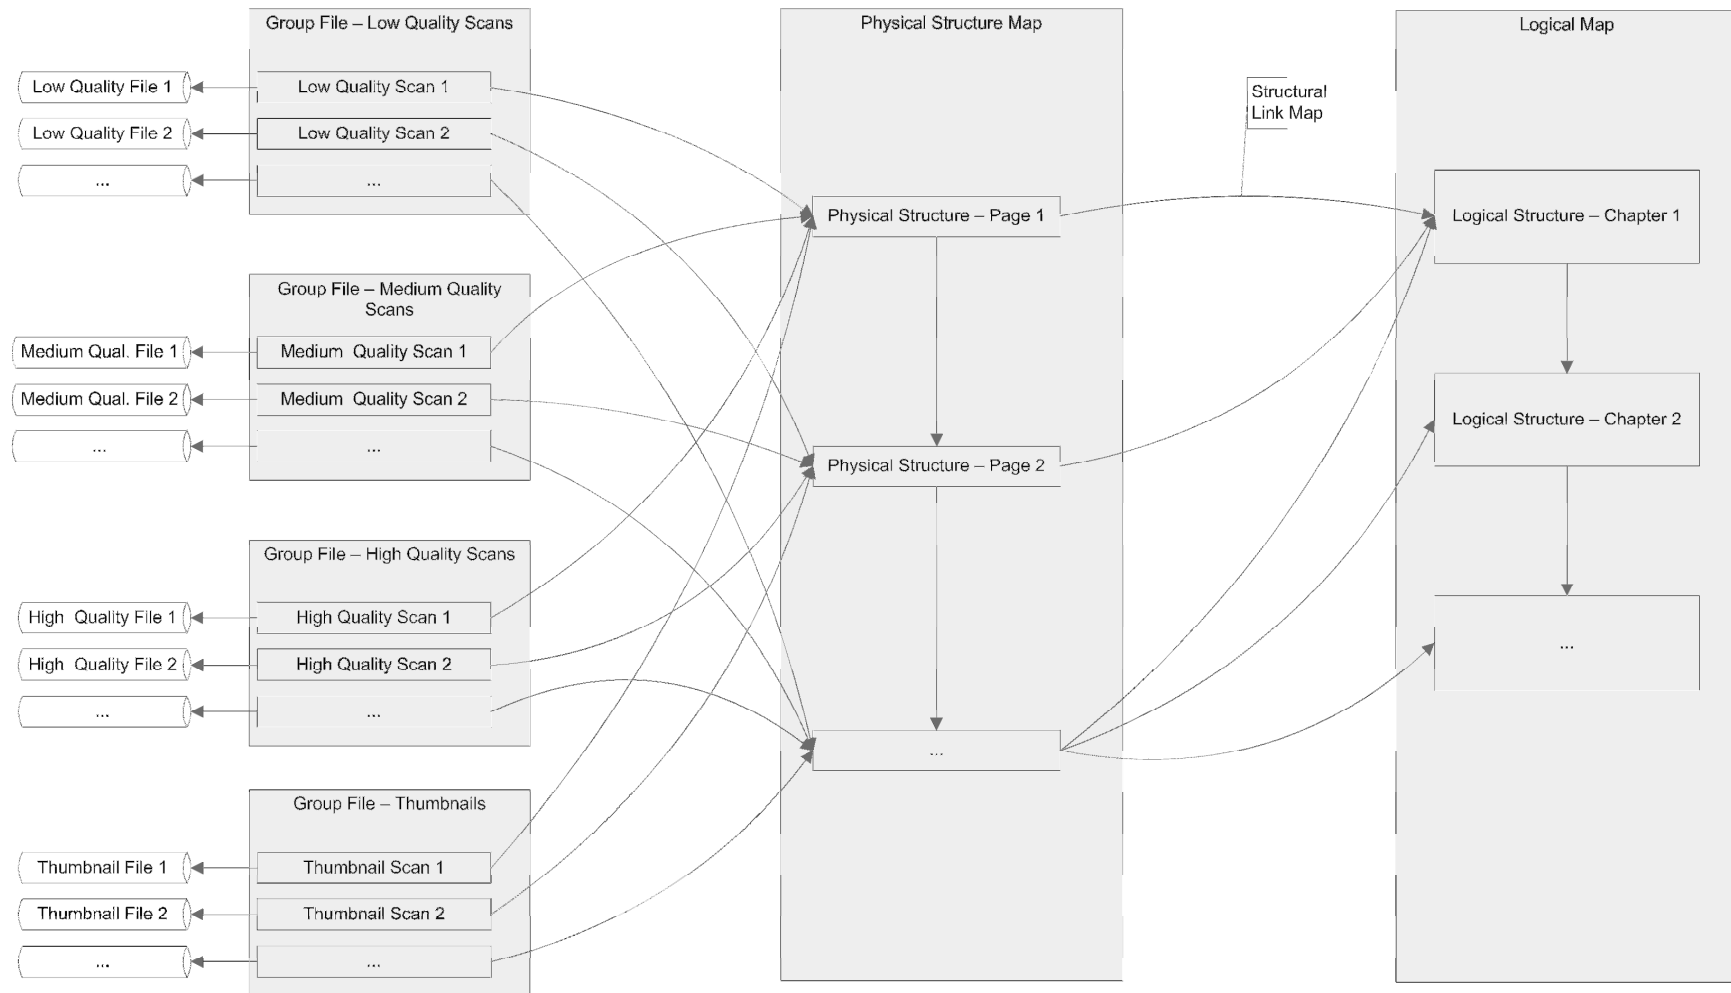 Group File – Low Quality Scans
Low Quality File 1
Low Quality Scan 1
Low Quality File 2
Low Quality Scan 2
...
...
Group File – Medium Quality
Scans
Medium Qual. File 1
Medium Quality Scan 1
Medium Qual. File 2
Medium Quality Scan 2
...
...
Group File – High Quality Scans
High Quality File 1
High Quality Scan 1
High Quality File 2
High Quality Scan 2
...
...
Group File – Thumbnails
Thumbnail File 1
Thumbnail Scan 1
Thumbnail File 2
Thumbnail Scan 2
...
...
Physical Structure Map
Physical Structure – Page 1
Physical Structure – Page 2
...
Structural
Link Map
Logical Map
Logical Structure – Chapter 1
Logical Structure – Chapter 2
...